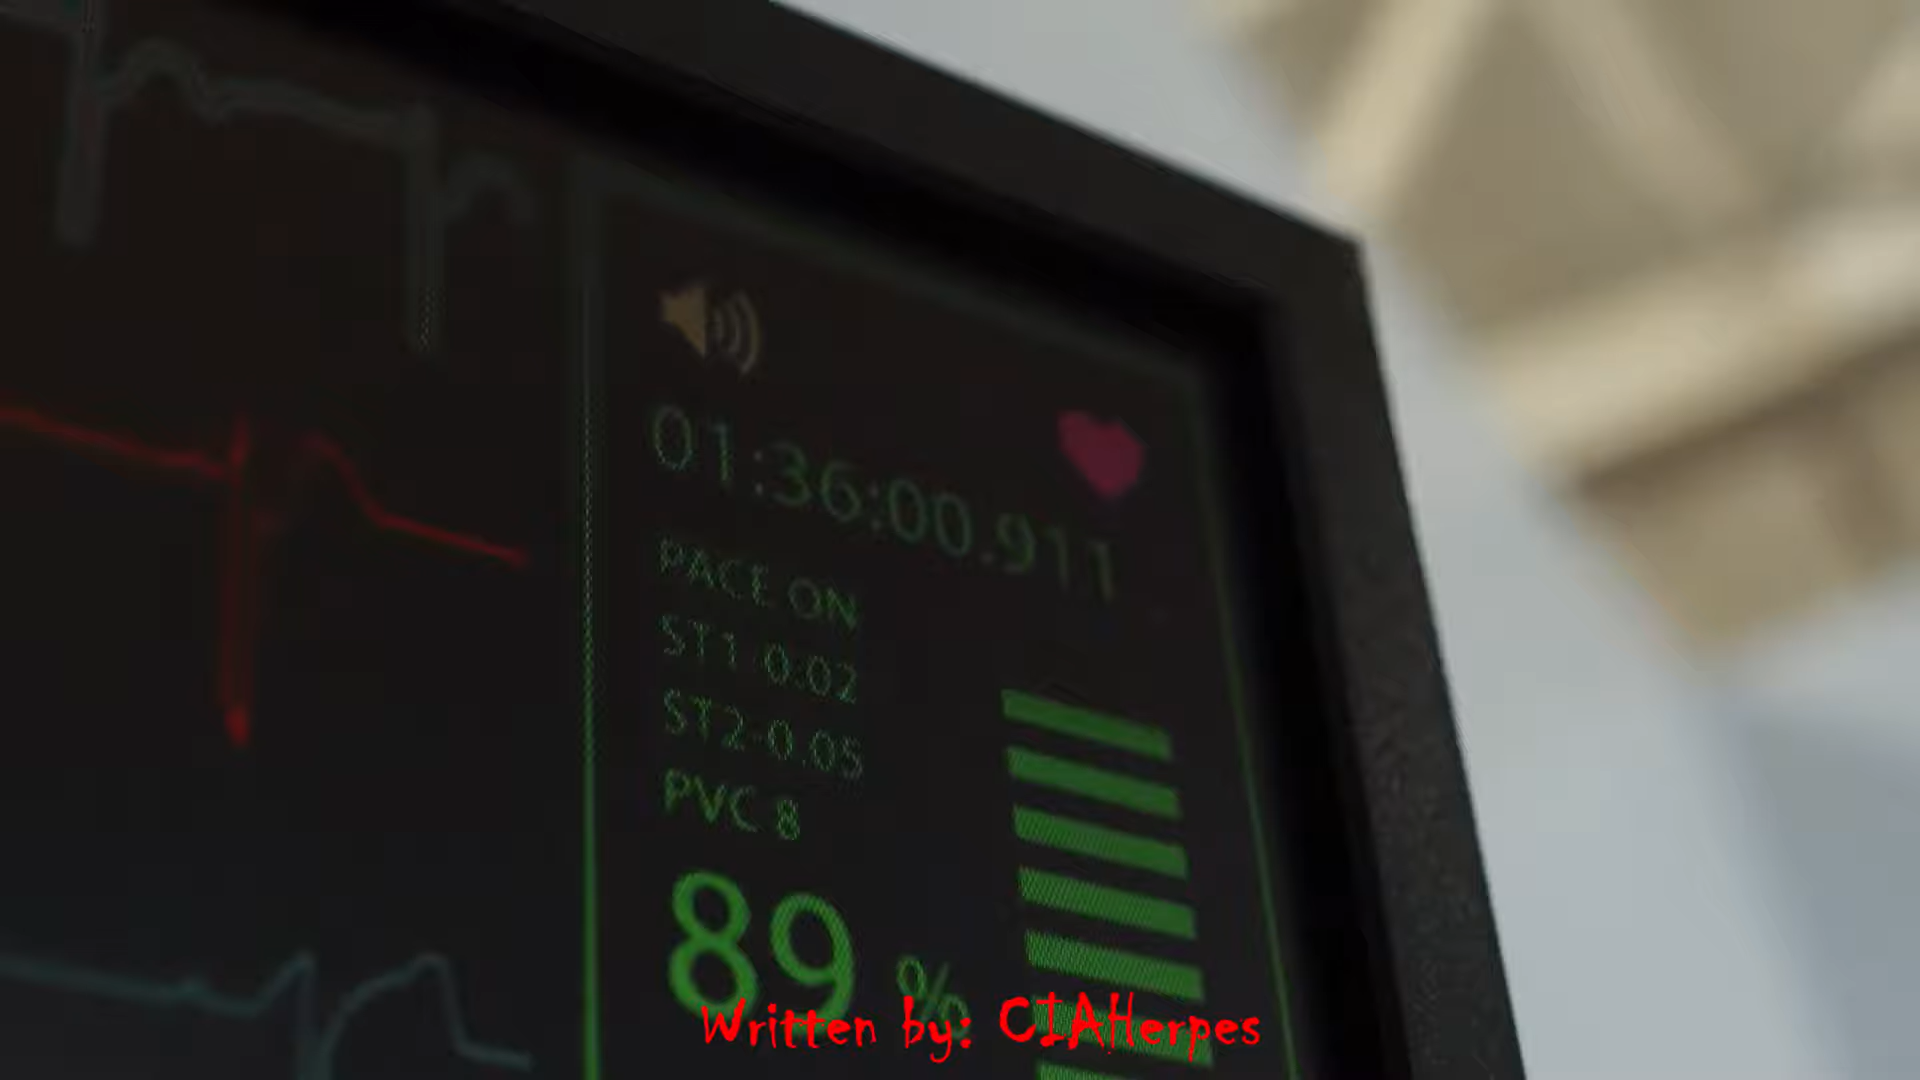 01:36:00.911
PACE ON
ST1 0.02
ST2-0.05
PVC 8
89 %
Written by: CIAHerpes